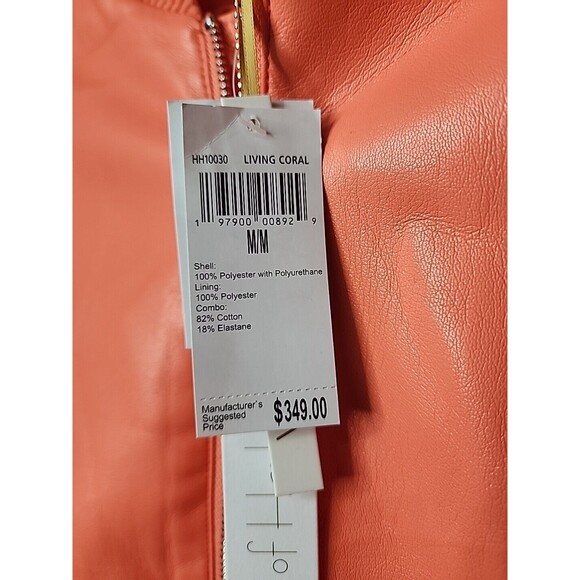 HH10030 LIVING CORAL
1 97900 00892 9
M/M
Shell:
100% Polyester with Polyurethane
Lining:
100% Polyester
Combo:
82% Cotton
18% Elastane
Manufacturer's
Suggested
Price
$349.00
of